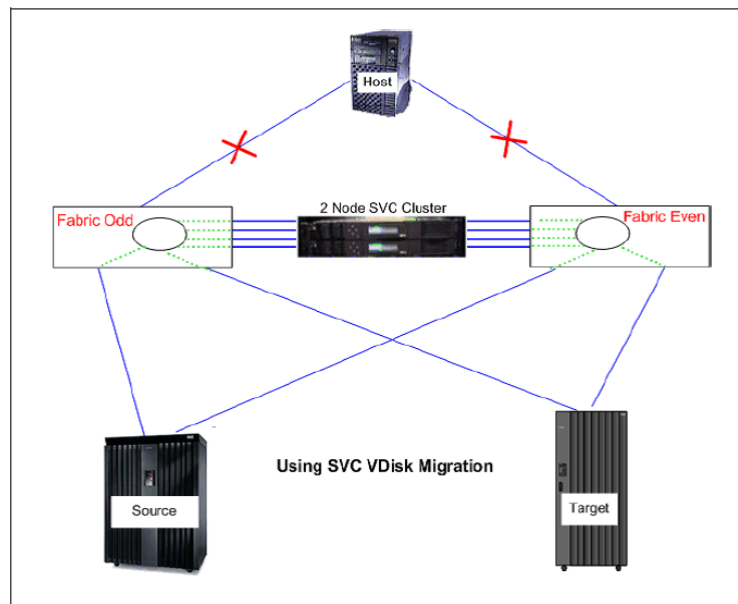 Host
2 Node SVC Cluster
Fabric Odd
Fabric Even
Using SVC VDisk Migration
Source
Target